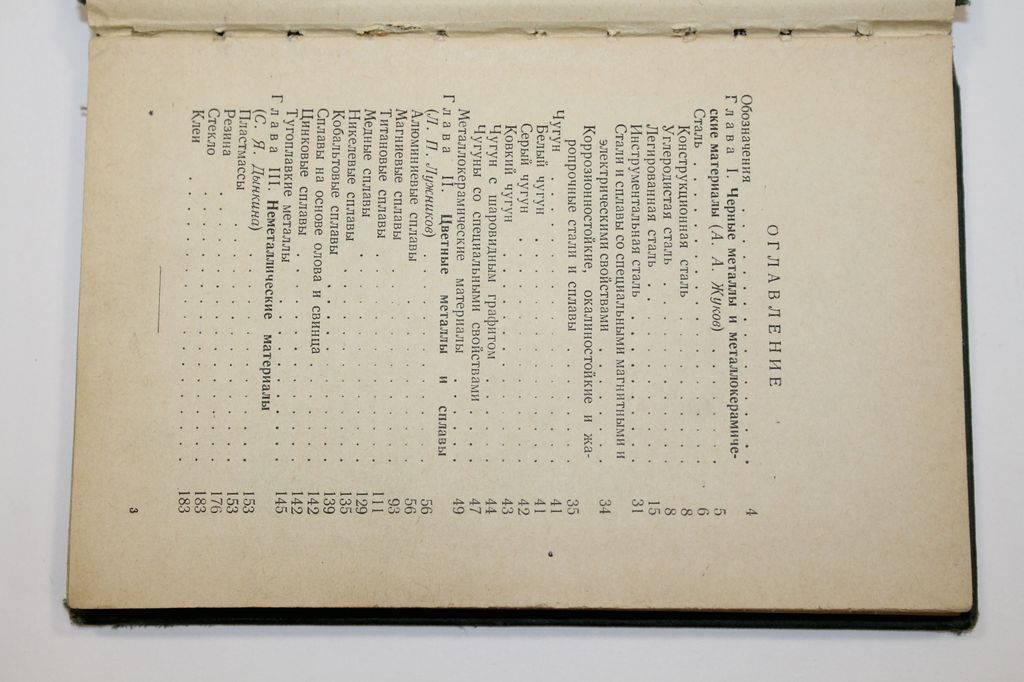 ОГЛАВЛЕНИЕ
Обозначения . . . . . . . . . . . . . . 4
Глава I. Черные металлы и металлокерамиче-
ские материалы (А. А. Жуков) . . . . . . 5
Сталь . . . . . . . . . . . . . . . . 6
Конструкционная сталь . . . . . . . . . 8
Углеродистая сталь . . . . . . . . . . 8
Легированная сталь . . . . . . . . . . 15
Инструментальная сталь . . . . . . . . . 31
Стали и сплавы со специальными магнитными и
электрическими свойствами . . . . . . . 34
Коррозионностойкие, окалиностойкие и жа-
ропрочные стали и сплавы . . . . . . . 35
Чугун . . . . . . . . . . . . . . . . 41
Белый чугун . . . . . . . . . . . . . 41
Серый чугун . . . . . . . . . . . . . 42
Ковкий чугун . . . . . . . . . . . . . 43
Чугун с шаровидным графитом . . . . . . 44
Чугуны со специальными свойствами . . . . 47
Металлокерамические материалы . . . . . . 49
Глава II. Цветные металлы и сплавы
(Л. П. Лужников) . . . . . . . . . . . 56
Алюминиевые сплавы . . . . . . . . . . 56
Магниевые сплавы . . . . . . . . . . . 93
Титановые сплавы . . . . . . . . . . . 111
Медные сплавы . . . . . . . . . . . . 129
Никелевые сплавы . . . . . . . . . . . 135
Кобальтовые сплавы . . . . . . . . . . 139
Сплавы на основе олова и свинца . . . . . 142
Цинковые сплавы . . . . . . . . . . . 142
Тугоплавкие металлы . . . . . . . . . . 145
Глава III. Неметаллические материалы
(С. Я. Дынкина) . . . . . . . . . . . 153
Пластмассы . . . . . . . . . . . . . . 153
Резина . . . . . . . . . . . . . . . 176
Стекло . . . . . . . . . . . . . . . 183
Клеи . . . . . . . . . . . . . . . . 183
3